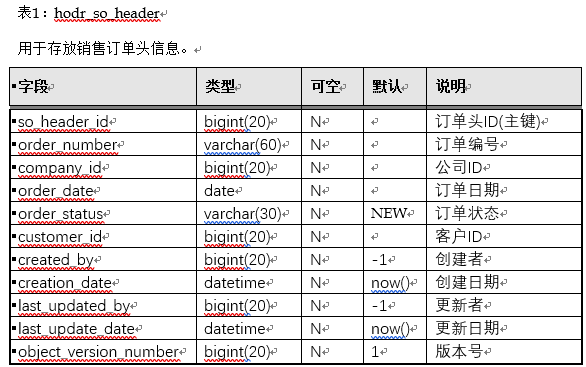 表1：hodr_so_header
用于存放销售订单头信息。
字段 类型 可空 默认 说明
so_header_id bigint(20) N 订单头ID(主键)
order_number varchar(60) N 订单编号
company_id bigint(20) N 公司ID
order_date date N 订单日期
order_status varchar(30) N NEW 订单状态
customer_id bigint(20) N 客户ID
created_by bigint(20) N -1 创建者
creation_date datetime N now() 创建日期
last_updated_by bigint(20) N -1 更新者
last_update_date datetime N now() 更新日期
object_version_number bigint(20) N 1 版本号